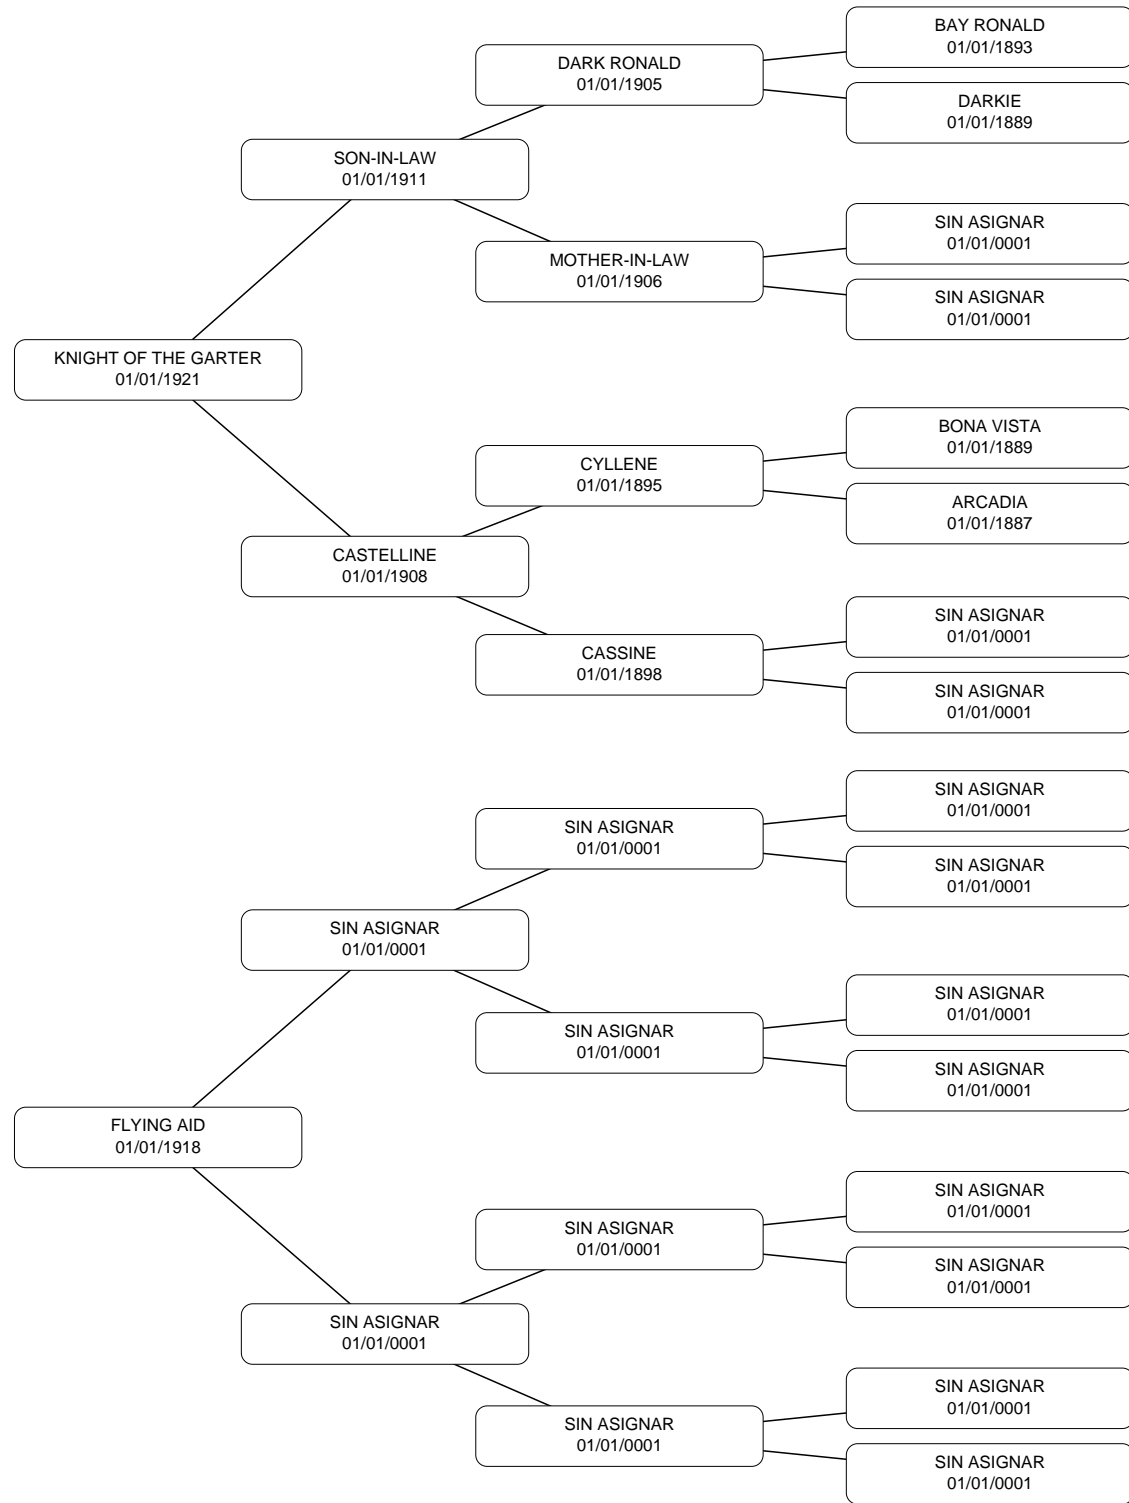 BAY RONALD
01/01/1893
DARK RONALD
01/01/1905
DARKIE
01/01/1889
SON-IN-LAW
01/01/1911
SIN ASIGNAR
01/01/0001
MOTHER-IN-LAW
01/01/1906
SIN ASIGNAR
01/01/0001
KNIGHT OF THE GARTER
01/01/1921
BONA VISTA
01/01/1889
CYLLENE
01/01/1895
ARCADIA
01/01/1887
CASTELLINE
01/01/1908
SIN ASIGNAR
01/01/0001
CASSINE
01/01/1898
SIN ASIGNAR
01/01/0001
SIN ASIGNAR
01/01/0001
SIN ASIGNAR
01/01/0001
SIN ASIGNAR
01/01/0001
SIN ASIGNAR
01/01/0001
SIN ASIGNAR
01/01/0001
SIN ASIGNAR
01/01/0001
SIN ASIGNAR
01/01/0001
FLYING AID
01/01/1918
SIN ASIGNAR
01/01/0001
SIN ASIGNAR
01/01/0001
SIN ASIGNAR
01/01/0001
SIN ASIGNAR
01/01/0001
SIN ASIGNAR
01/01/0001
SIN ASIGNAR
01/01/0001
SIN ASIGNAR
01/01/0001